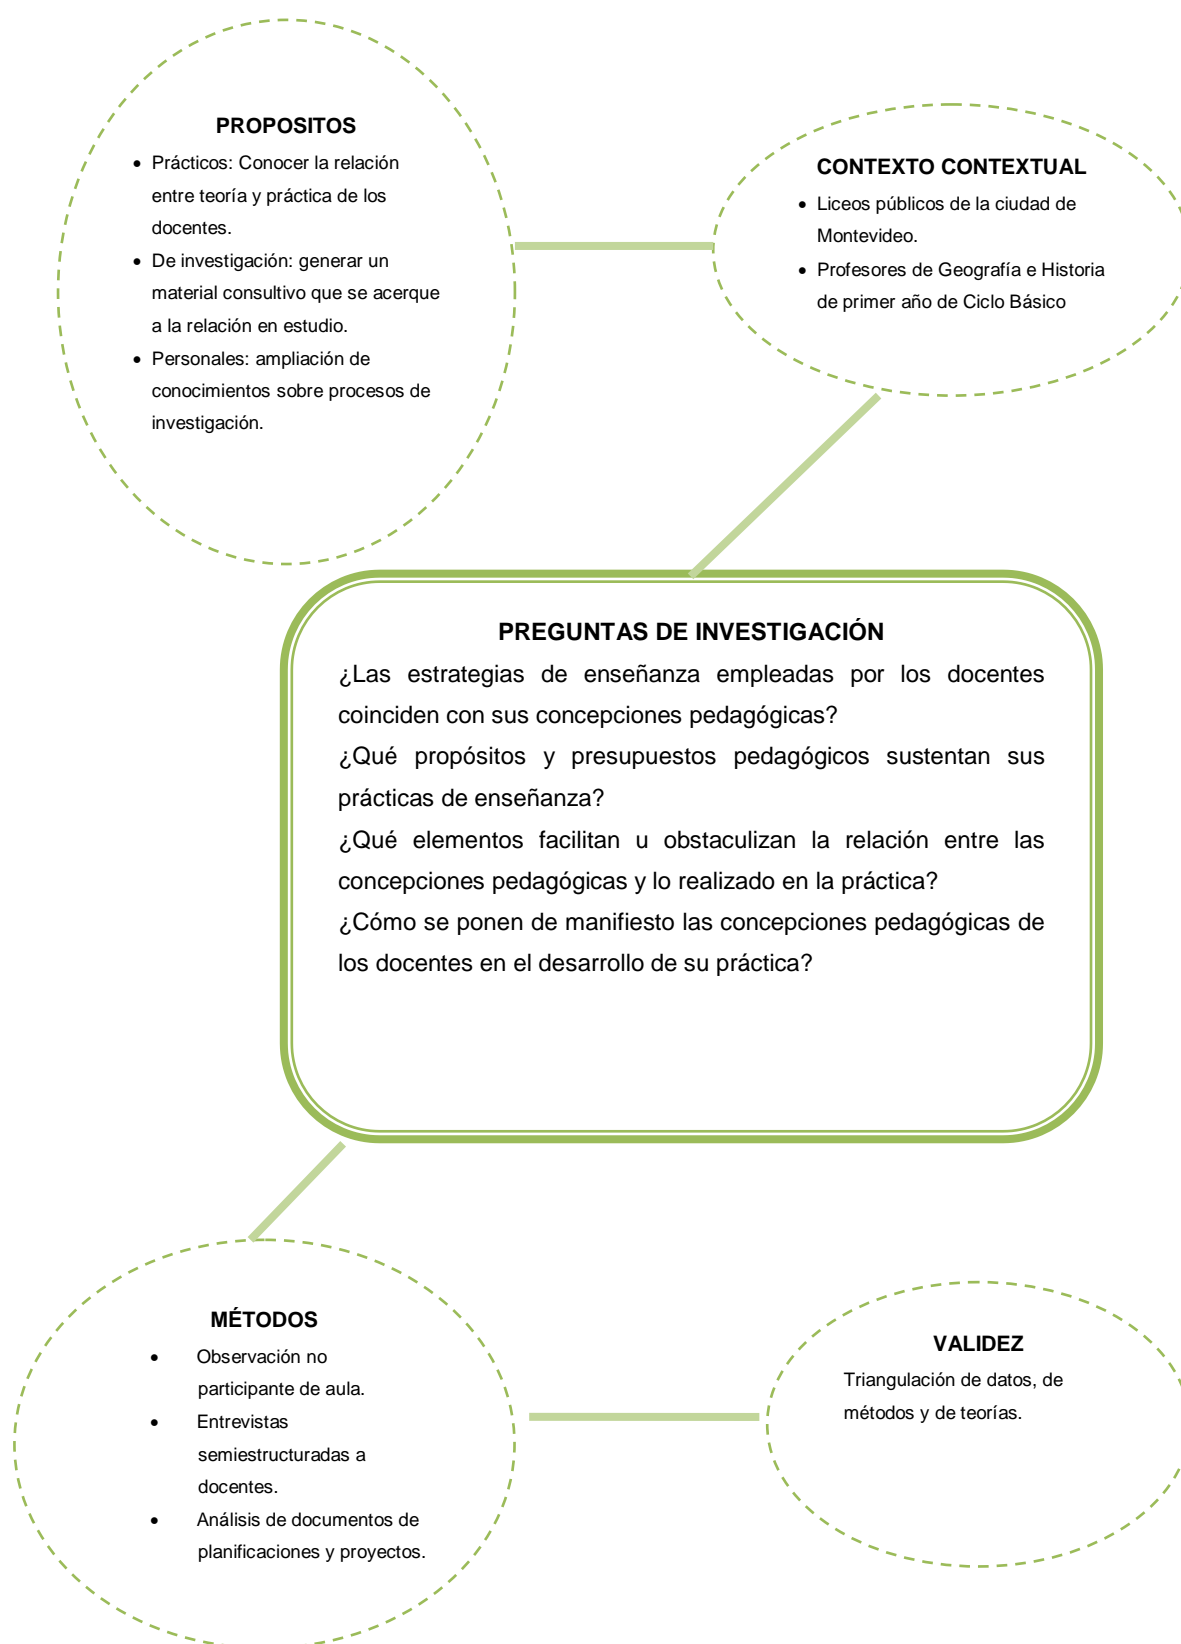 PROPOSITOS
• Prácticos: Conocer la relación
entre teoría y práctica de los
docentes.
• De investigación: generar un
material consultivo que se acerque
a la relación en estudio.
• Personales: ampliación de
conocimientos sobre procesos de
investigación.
CONTEXTO CONTEXTUAL
• Liceos públicos de la ciudad de
Montevideo.
• Profesores de Geografía e Historia
de primer año de Ciclo Básico
PREGUNTAS DE INVESTIGACIÓN
¿Las estrategias de enseñanza empleadas por los docentes
coinciden con sus concepciones pedagógicas?
¿Qué propósitos y presupuestos pedagógicos sustentan sus
prácticas de enseñanza?
¿Qué elementos facilitan u obstaculizan la relación entre las
concepciones pedagógicas y lo realizado en la práctica?
¿Cómo se ponen de manifiesto las concepciones pedagógicas de
los docentes en el desarrollo de su práctica?
MÉTODOS
• Observación no
participante de aula.
• Entrevistas
semiestructuradas a
docentes.
• Análisis de documentos de
planificaciones y proyectos.
VALIDEZ
Triangulación de datos, de
métodos y de teorías.